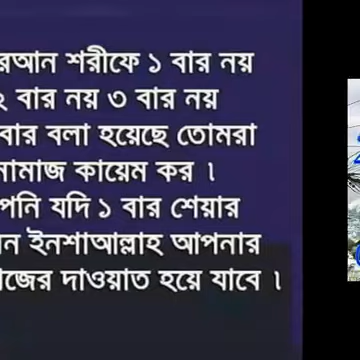 রআন শরীফে ১ বার নয়
২ বার নয় ৩ বার নয়
বার বলা হয়েছে তোমরা
নামাজ কায়েম কর ।
পনি যদি ১ বার শেয়ার
ন ইনশাআল্লাহ আপনার
জের দাওয়াত হয়ে যাবে ।